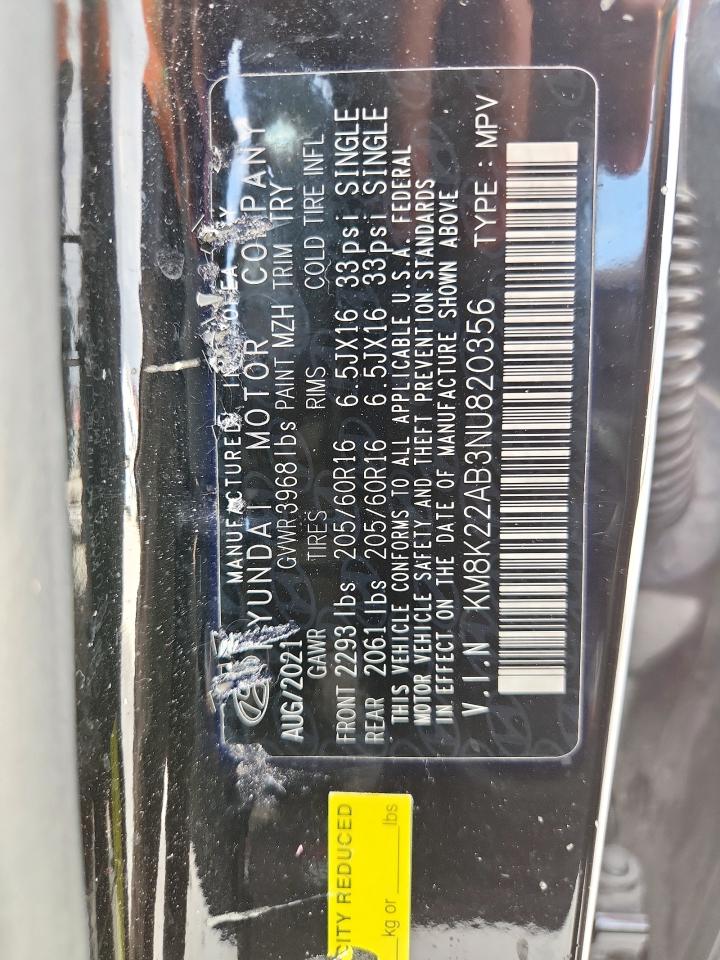 MANUFACTURED
HYUNDAI MOTOR COMPANY
AUG/2021 GVWR 3968 lbs PAINT MZH TRIM TRY
GAWR TIRES RIMS COLD TIRE INFL
FRONT 2293 lbs 205/60R16 6.5JX16 33psi SINGLE
REAR 2061 lbs 205/60R16 6.5JX16 33psi SINGLE
THIS VEHICLE CONFORMS TO ALL APPLICABLE U.S.A. FEDERAL
MOTOR VEHICLE SAFETY AND THEFT PREVENTION STANDARDS
IN EFFECT ON THE DATE OF MANUFACTURE SHOWN ABOVE
V.I.N KM8K22AB3NU820356 TYPE : MPV
CITY REDUCED
kg or lbs